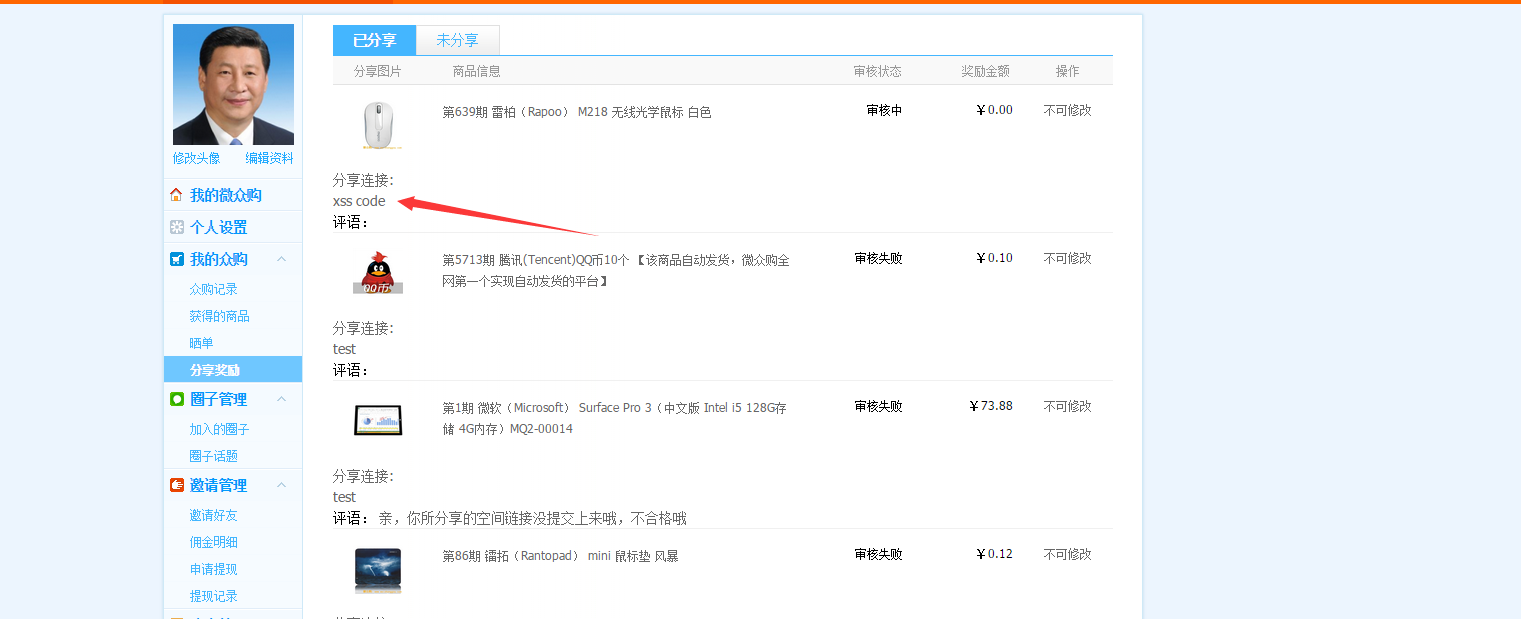 修改头像 编辑资料
我的微众购
个人设置
我的众购
众购记录
获得的商品
晒单
分享奖励
圈子管理
加入的圈子
圈子话题
邀请管理
邀请好友
佣金明细
申请提现
提现记录
已分享 未分享
分享图片 商品信息 审核状态 奖励金额 操作
第639期 雷柏（Rapoo） M218 无线光学鼠标 白色 审核中 ￥0.00 不可修改
分享连接:
xss code
评语：
QQ币
第5713期 腾讯(Tencent)QQ币10个 【该商品自动发货，微众购全 审核失败 ￥0.10 不可修改
网第一个实现自动发货的平台】
分享连接:
test
评语：
第1期 微软（Microsoft） Surface Pro 3（中文版 Intel i5 128G存 审核失败 ￥73.88 不可修改
储 4G内存）MQ2-00014
分享连接:
test
评语： 亲，你所分享的空间链接没提交上来哦，不合格哦
第86期 镭拓（Rantopad） mini 鼠标垫 风暴 审核失败 ￥0.12 不可修改